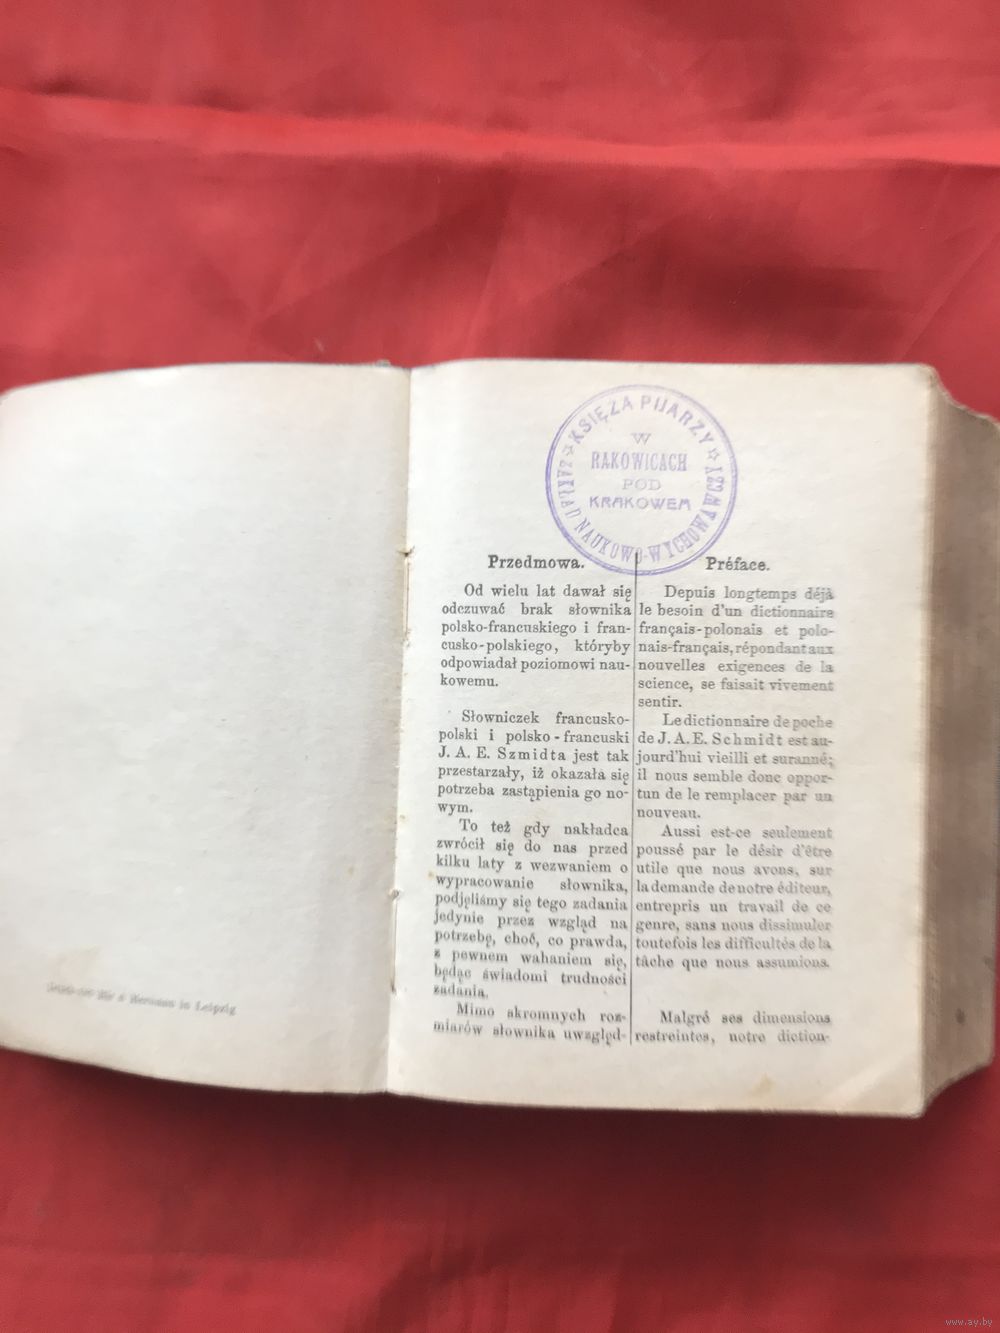 KSIĘŻA PIJARZY
W
RAKOWICACH
POD
KRAKOWEM
ZAKŁAD NAUKOWO-WYCHOWAWCZY
Przedmowa.
Od wielu lat dawał się
odczuwać brak słownika
polsko-francuskiego i fran-
cusko-polskiego, któryby
odpowiadał poziomowi nau-
kowemu.
Słowniczek francusko-
polski i polsko-francuski
J. A. E. Szmidta jest tak
przestarzały, iż okazała się
potrzeba zastąpienia go no-
wym.
To też gdy nakładca
zwrócił się do nas przed
kilku laty z wezwaniem o
wypracowanie słownika,
podjęliśmy się tego zadania
jedynie przez wzgląd na
potrzebę, choć, co prawda,
z pewnem wahaniem się,
będąc świadomi trudności
zadania.
Mimo skromnych roz-
miarów słownika uwzględ-
Préface.
Depuis longtemps déjà
le besoin d'un dictionnaire
français-polonais et polo-
nais-français, répondant aux
nouvelles exigences de la
science, se faisait vivement
sentir.
Le dictionnaire de poche
de J. A. E. Schmidt est au-
jourd'hui vieilli et suranné;
il nous semble donc oppor-
tun de le remplacer par un
nouveau.
Aussi est-ce seulement
poussé par le désir d'être
utile que nous avons, sur
la demande de notre éditeur,
entrepris un travail de ce
genre, sans nous dissimuler
toutefois les difficultés de la
tâche que nous assumions.
Malgré ses dimensions
restreintes, notre diction-
in Leipzig
www.ay.by